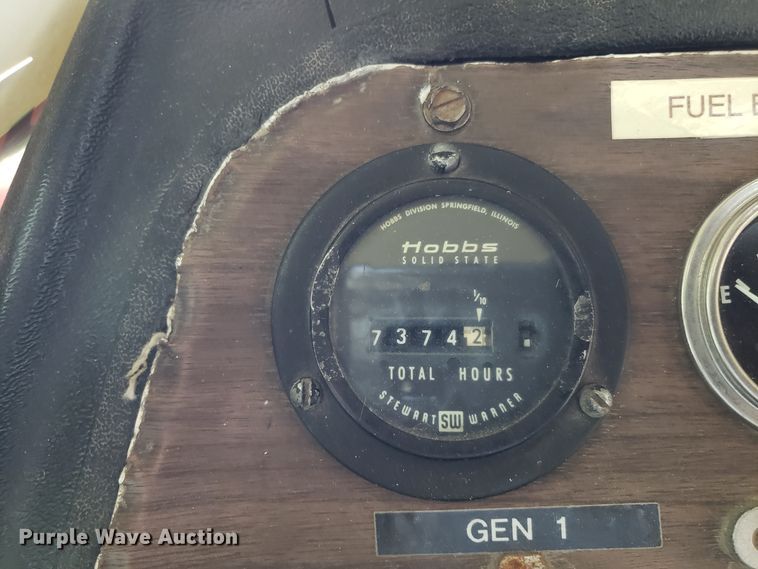 FUEL
HOBBS DIVISION SPRINGFIELD, ILLINOIS
Hobbs
SOLID STATE
1/10
7 3 7 4 2
TOTAL HOURS
STEWART SW WARNER
E
GEN 1
Purple Wave Auction